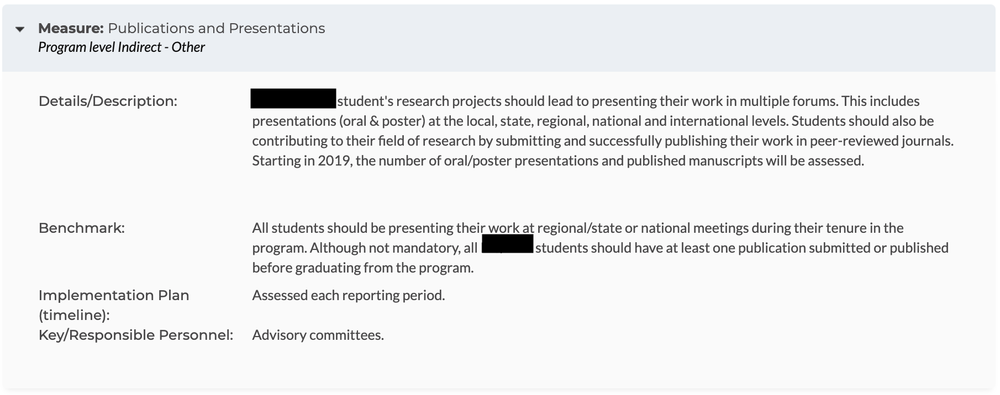 Measure: Publications and Presentations
Program level Indirect - Other
Details/Description:
student's research projects should lead to presenting their work in multiple forums. This includes
presentations (oral & poster) at the local, state, regional, national and international levels. Students should also be
contributing to their field of research by submitting and successfully publishing their work in peer-reviewed journals.
Starting in 2019, the number of oral/poster presentations and published manuscripts will be assessed.
Benchmark:
All students should be presenting their work at regional/state or national meetings during their tenure in the
program. Although not mandatory, all students should have at least one publication submitted or published
before graduating from the program.
Implementation Plan
(timeline):
Assessed each reporting period.
Key/Responsible Personnel:
Advisory committees.